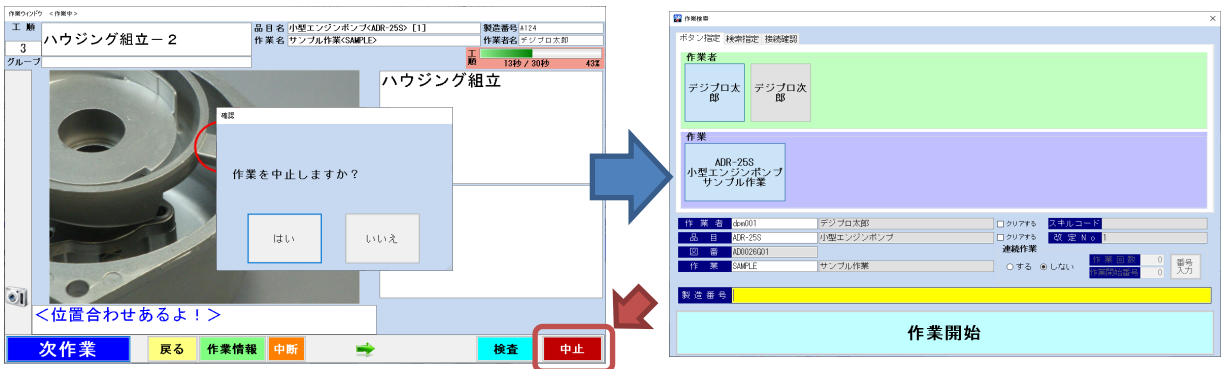 作業ウィンドウ <作業中>
工 順
3
ハウジング組立－２
グループ
品 目 名 小型エンジンポンプ<ADR-25S> [1]
作 業 名 サンプル作業<SAMPLE>
製造番号 A124
作業者名 デジプロ太郎
工順
13秒 / 30秒 43%
ハウジング組立
確認
作業を中止しますか？
はい
いいえ
＜位置合わせあるよ！＞
次作業
戻る
作業情報
中断
検査
中止
作業検索
ボタン指定 検索指定 接続確認
作業者
デジプロ太
郎
デジプロ次
郎
作業
ADR-25S
小型エンジンポンプ
サンプル作業
作 業 者 dpm001 デジプロ太郎 クリアする スキルコード
品 目 ADR-25S 小型エンジンポンプ クリアする 改 定 Ｎｏ 1
図 番 AD0026G01 連続作業
作 業 SAMPLE サンプル作業 する しない
作 業 回 数 0
作業開始番号 0
番号
入力
製 造 番 号
作業開始